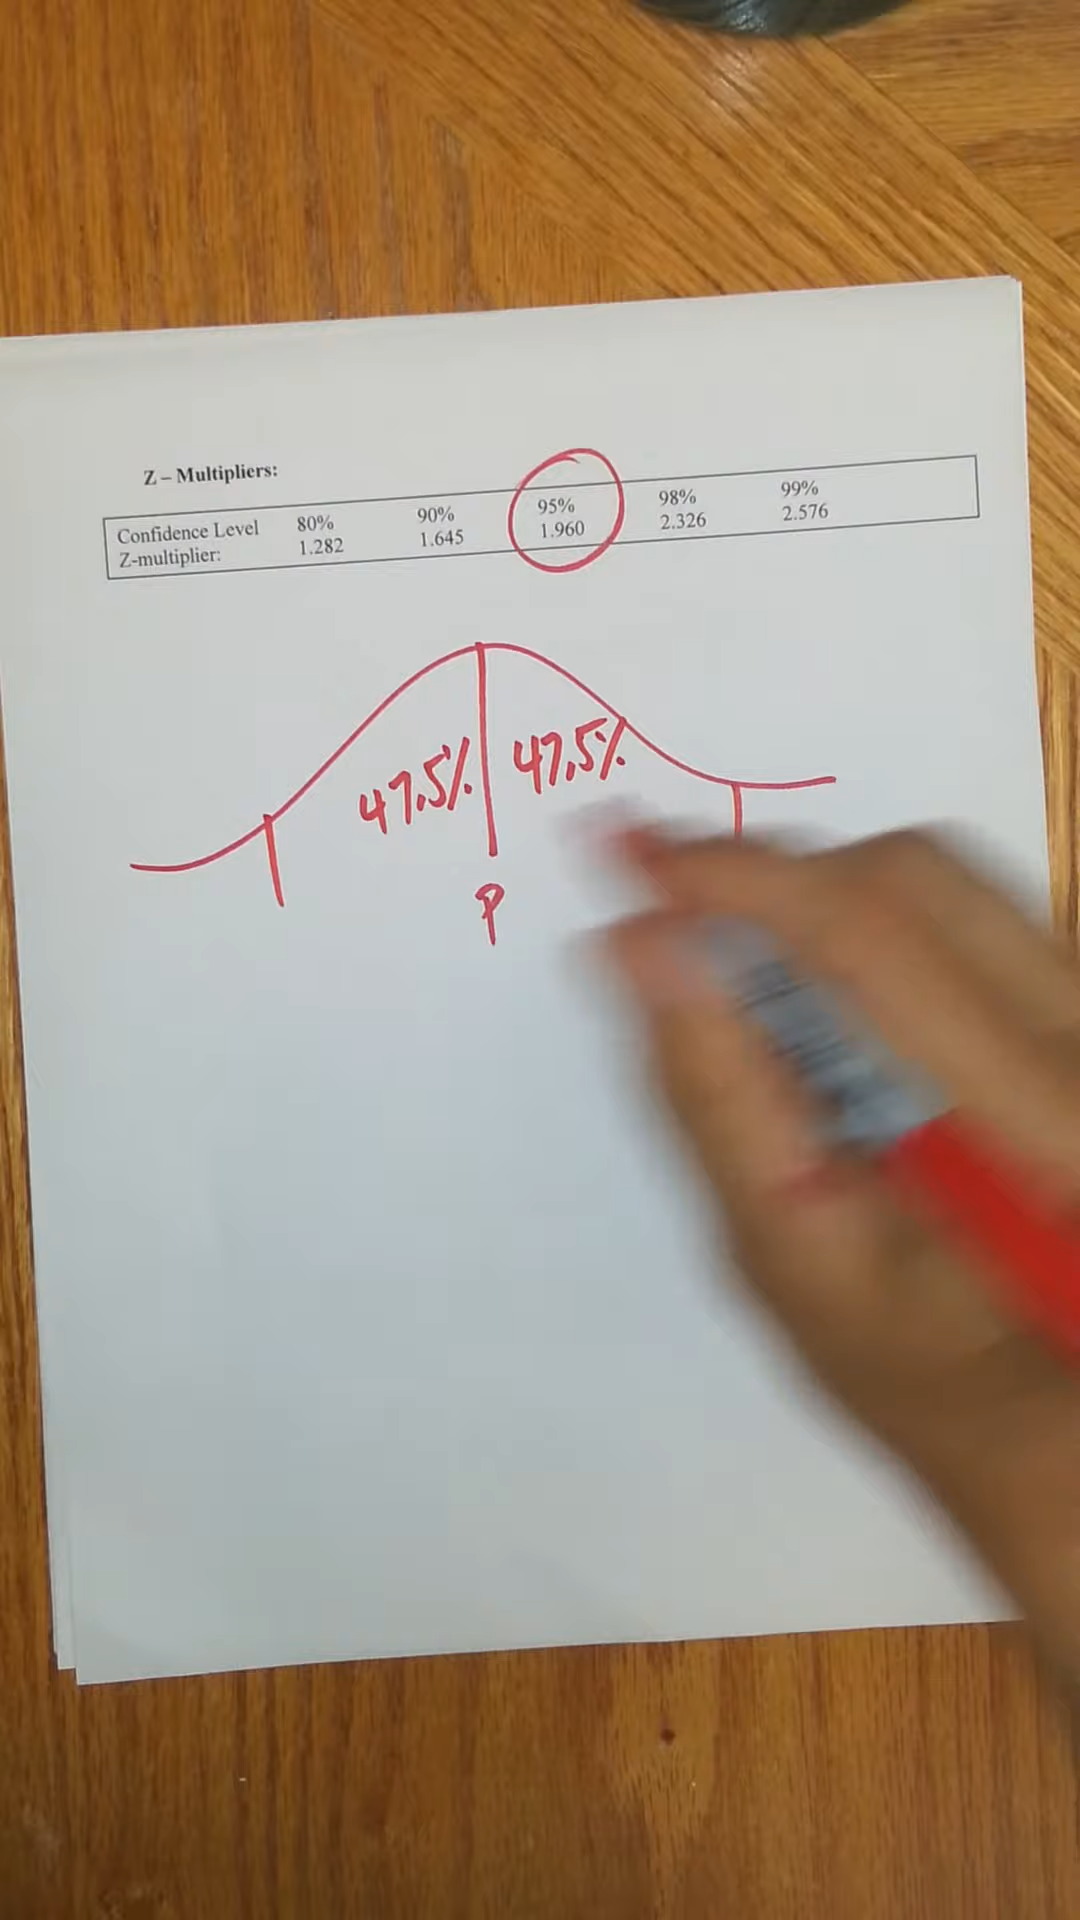 Z – Multipliers:
Confidence Level 80% 90% 95% 98% 99%
Z-multiplier: 1.282 1.645 1.960 2.326 2.576
47.5% 47.5%
P